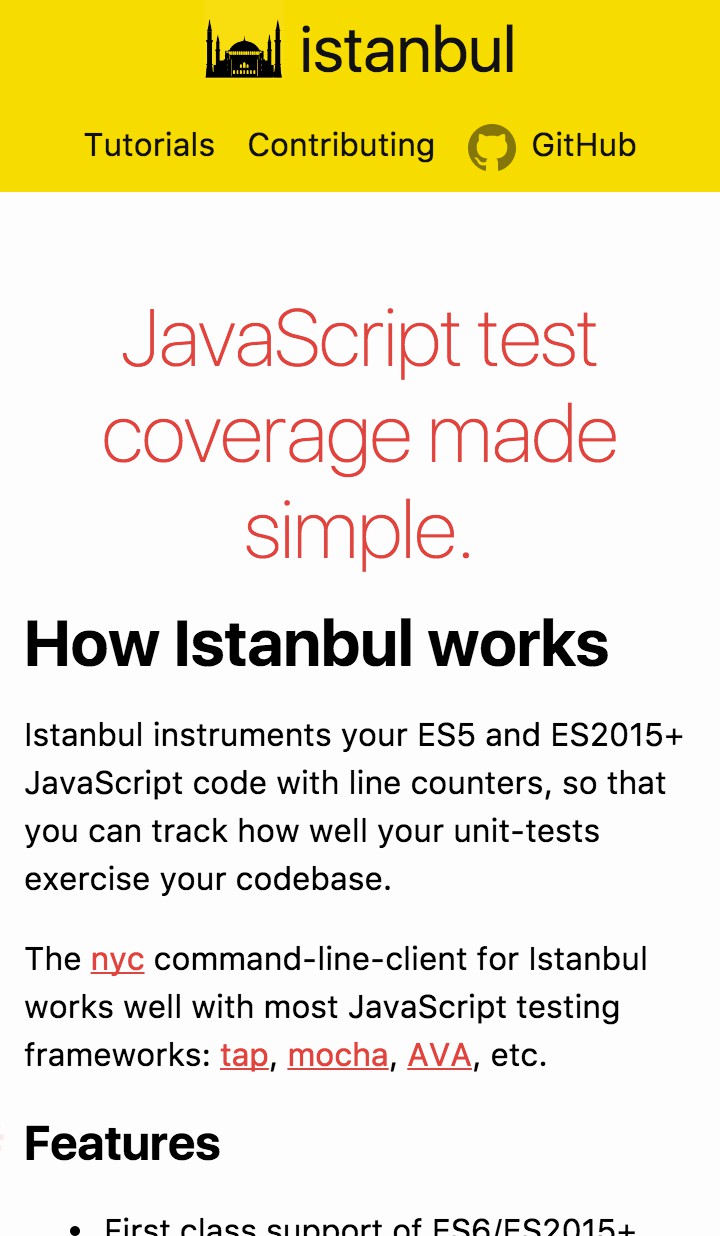 istanbul
Tutorials Contributing GitHub
JavaScript test
coverage made
simple.
How Istanbul works
Istanbul instruments your ES5 and ES2015+
JavaScript code with line counters, so that
you can track how well your unit-tests
exercise your codebase.
The nyc command-line-client for Istanbul
works well with most JavaScript testing
frameworks: tap, mocha, AVA, etc.
Features
• First class support of ES6/ES2015+